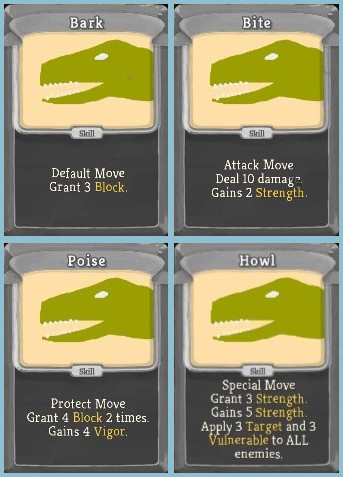 Bark
Skill
Default Move
Grant 3 Block.
Bite
Skill
Attack Move
Deal 10 damage.
Gains 2 Strength.
Poise
Skill
Protect Move
Grant 4 Block 2 times.
Gains 4 Vigor.
Howl
Skill
Special Move
Grant 3 Strength.
Gains 5 Strength.
Apply 3 Target and 3
Vulnerable to ALL
enemies.